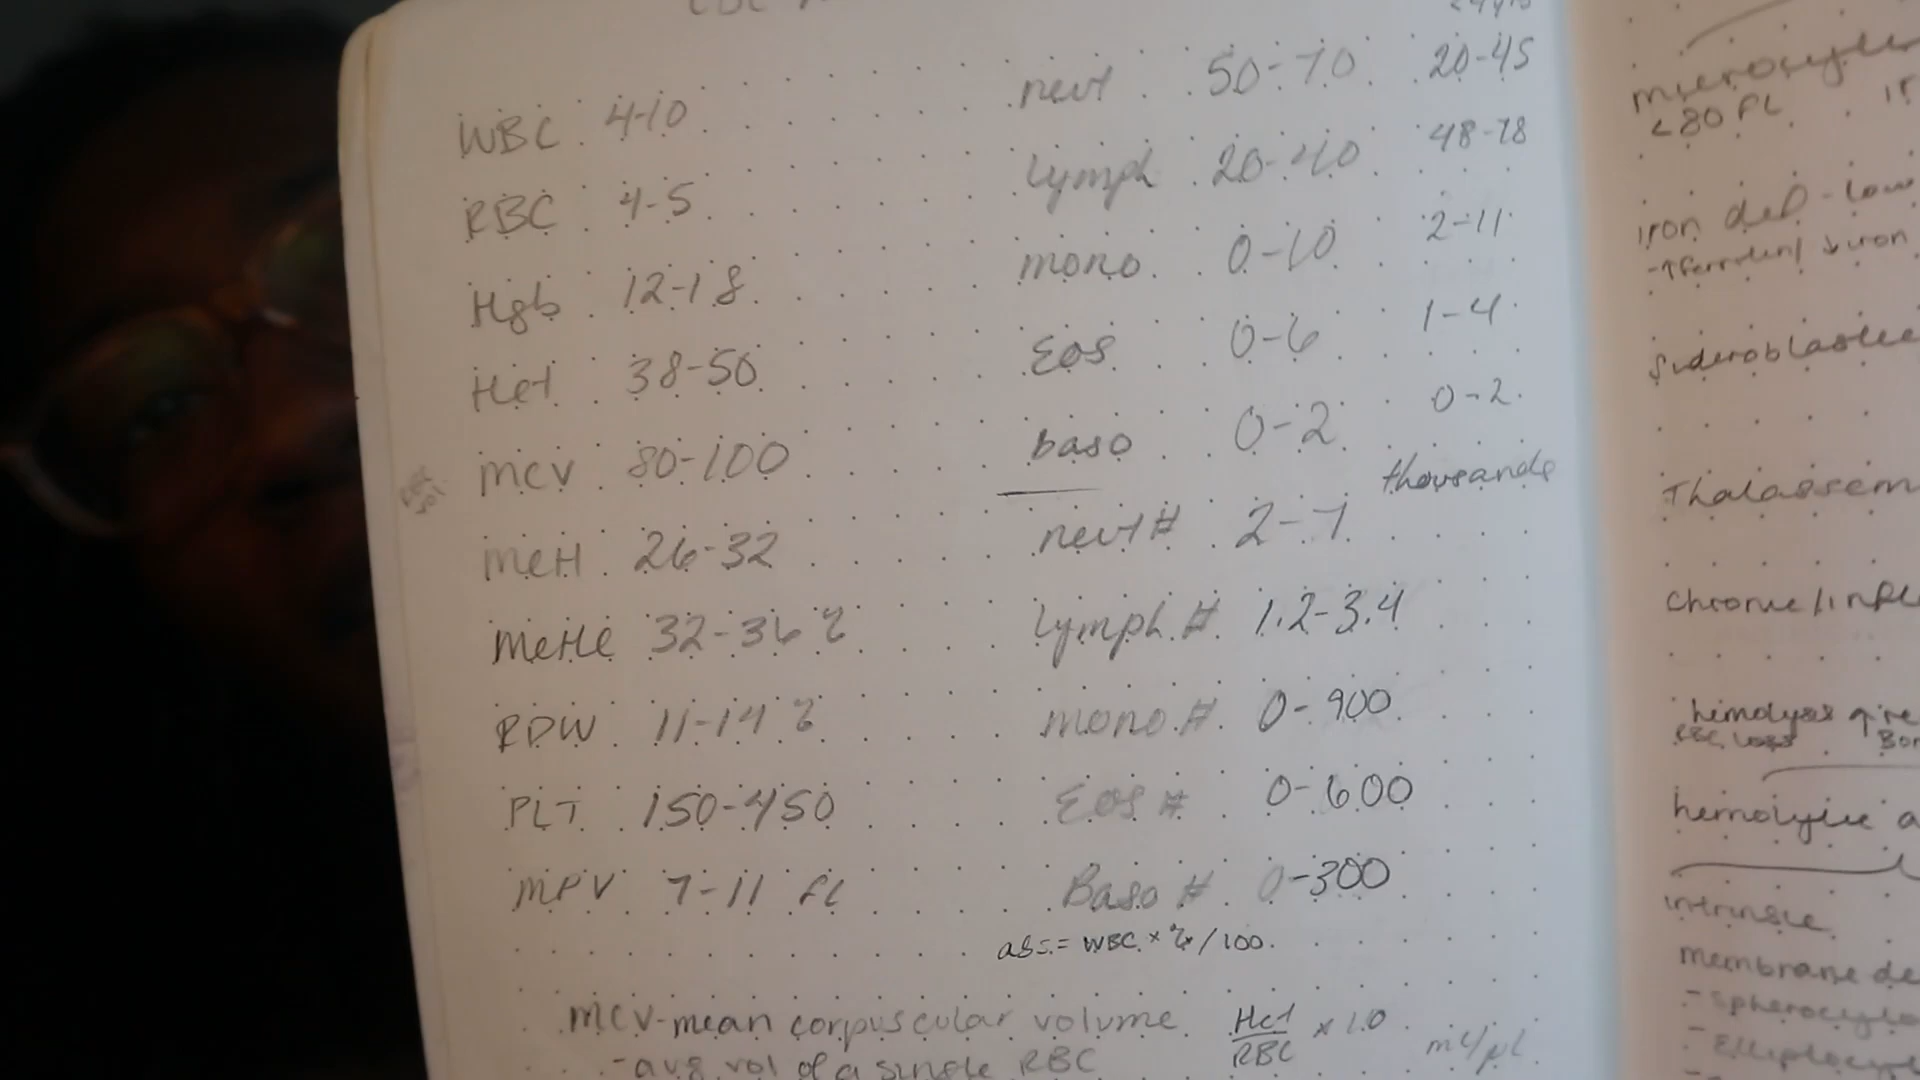 WBC 4-10
RBC 4-5
Hgb 12-18
Hct 38-50
MCV 80-100
MCH 26-32
MCHC 32-36 %
RDW 11-14 %
PLT 150-450
MPV 7-11 fL
neut 50-70 20-45
lymph 20-40 48-78
mono 0-10 2-11
Eos 0-6 1-4
baso 0-2 0-2
thousands
neut # 2-7
lymph # 1.2-3.4
mono # 0-900
Eos # 0-600
Baso # 0-300
abs = WBC × % / 100
MCV-mean corpuscular volume Hct/RBC × 10
- avg vol of a single RBC
microcytic
<80 fL
iron def - low
↓ iron
Sideroblastic
Thalassem
chronic / infl
hemolysis
RBC loss
hemolytic a
intrinsic
membrane de
- Spherocyto
- Elliptocy